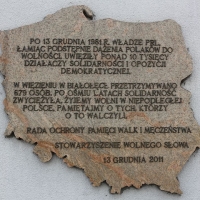 PO 13 GRUDNIA 1981 R. WŁADZE PRL,
ŁAMIĄC PODSTĘPNIE DĄŻENIA POLAKÓW DO
WOLNOŚCI, UWIĘZIŁY PONAD 10 TYSIĘCY
DZIAŁACZY SOLIDARNOŚCI I OPOZYCJI
DEMOKRATYCZNEJ.
W WIĘZIENIU W BIAŁOŁĘCE PRZETRZYMYWANO
678 OSÓB. PO OŚMIU LATACH SOLIDARNOŚĆ
ZWYCIĘŻYŁA, ŻYJEMY WOLNI W NIEPODLEGŁEJ
POLSCE, PAMIĘTAJMY O TYCH, KTÓRZY
O TO WALCZYLI.
RADA OCHRONY PAMIĘCI WALK I MĘCZEŃSTWA
STOWARZYSZENIE WOLNEGO SŁOWA
13 GRUDNIA 2011